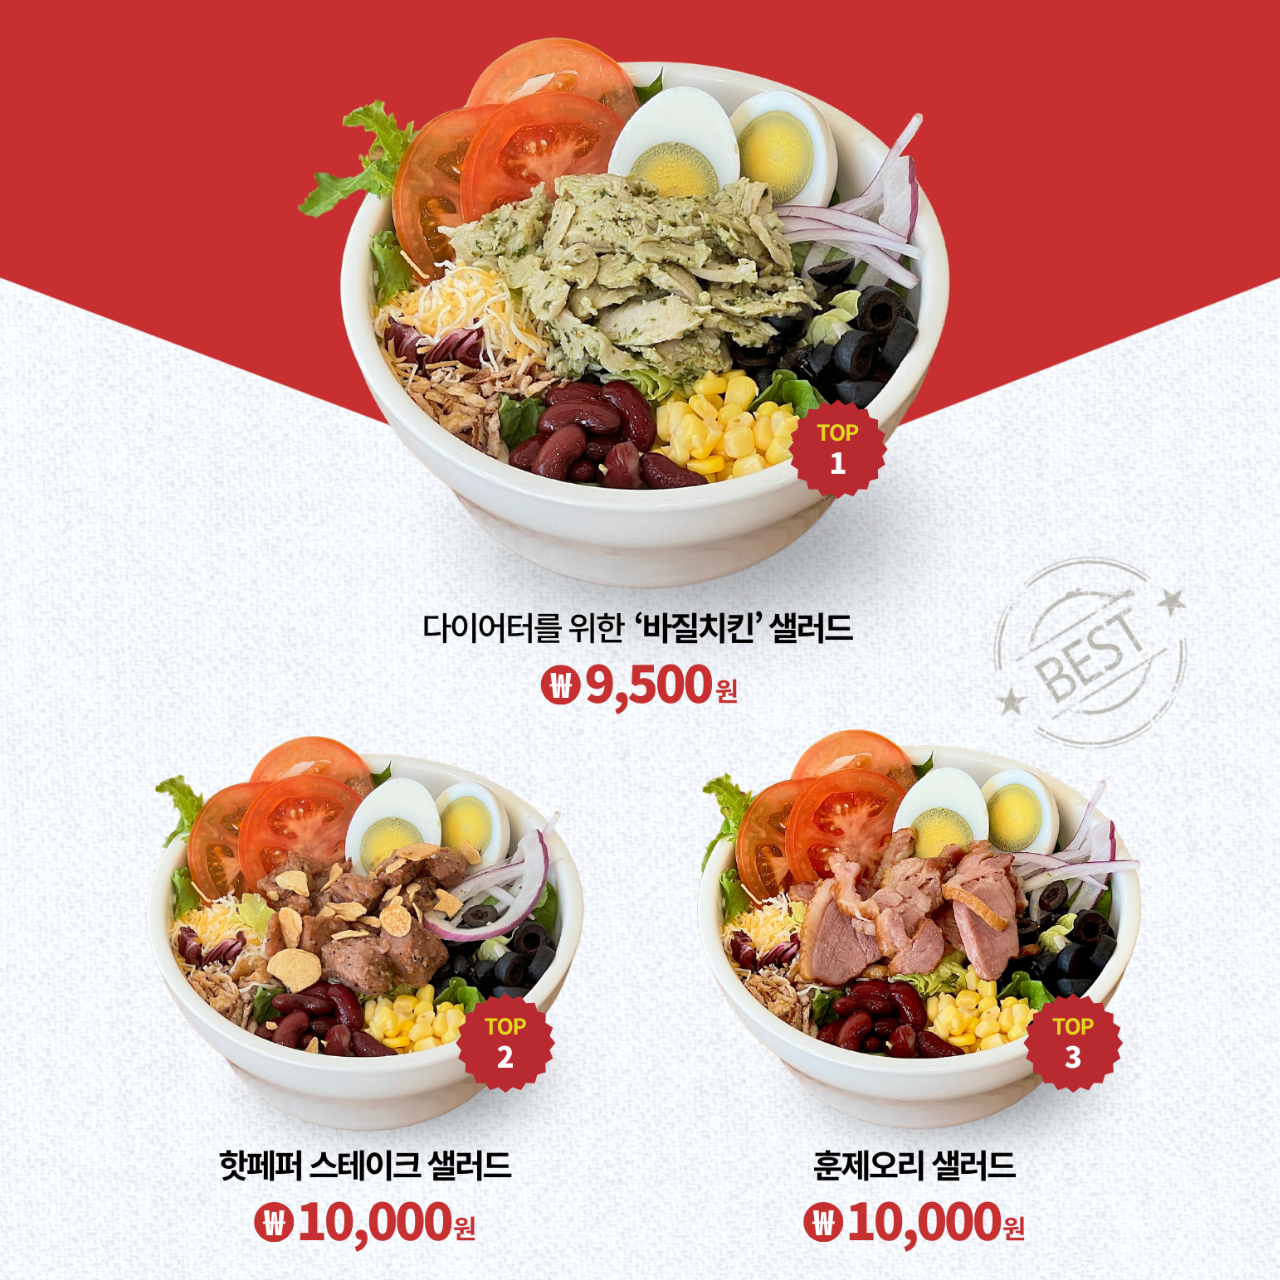 TOP
1
다이어터를 위한 ‘바질치킨’ 샐러드
₩9,500원
BEST
TOP
2
TOP
3
핫페퍼 스테이크 샐러드
₩10,000원
훈제오리 샐러드
₩10,000원